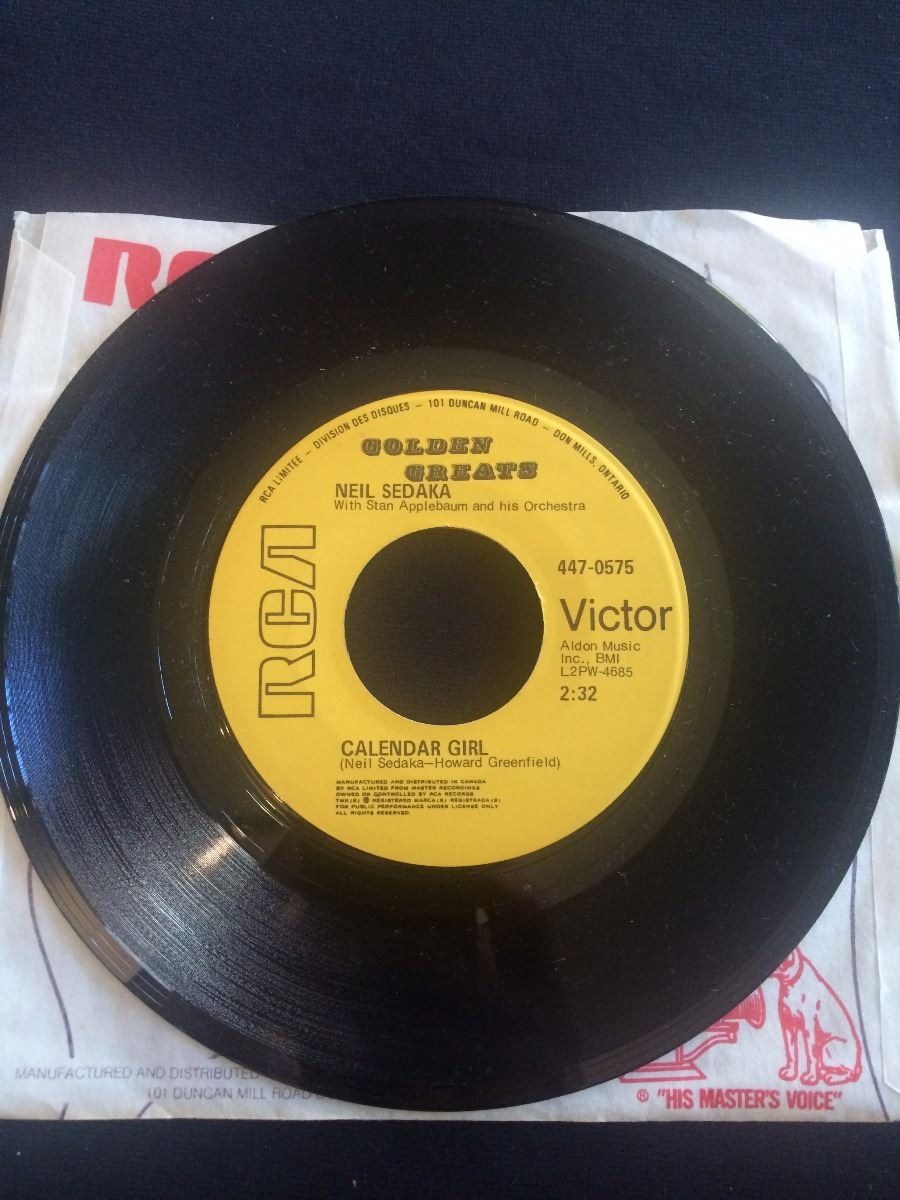 RCA LIMITEE – DIVISION DES DISQUES – 101 DUNCAN MILL ROAD – DON MILLS, ONTARIO
GOLDEN
GREATS
NEIL SEDAKA
With Stan Applebaum and his Orchestra
RCA
447-0575
Victor
Aldon Music
Inc., BMI
L2PW-4685
2:32
CALENDAR GIRL
(Neil Sedaka—Howard Greenfield)
MANUFACTURED AND DISTRIBUTED IN CANADA
BY RCA LIMITED FROM MASTER RECORDINGS
OWNED OR CONTROLLED BY RCA RECORDS
TMK(S) ® REGISTERED MARCA(S) REGISTRADA(S)
FOR PUBLIC PERFORMANCE UNDER LICENSE ONLY
ALL RIGHTS RESERVED
MANUFACTURED AND DISTRIBUTED
101 DUNCAN MILL ROAD
® "HIS MASTER'S VOICE"